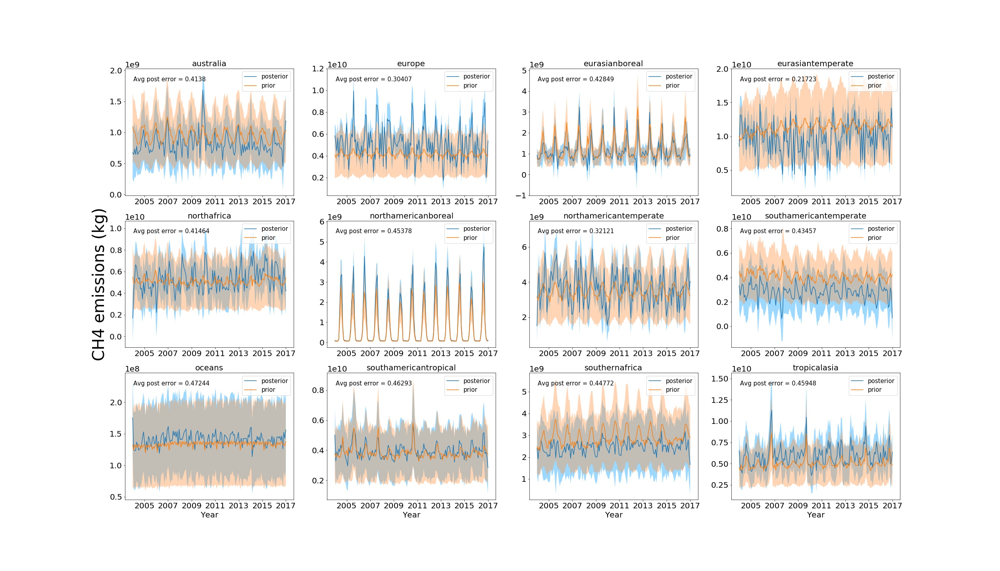 australia
1e9
Avg post error = 0.4138
posterior
prior
2.0
1.5
1.0
0.5
0.0
2005 2007 2009 2011 2013 2015 2017
europe
1e10
Avg post error = 0.30407
posterior
prior
1.2
1.0
0.8
0.6
0.4
0.2
2005 2007 2009 2011 2013 2015 2017
eurasianboreal
1e9
Avg post error = 0.42849
posterior
prior
5
4
3
2
1
0
−1
2005 2007 2009 2011 2013 2015 2017
eurasiantemperate
1e10
Avg post error = 0.21723
posterior
prior
2.0
1.5
1.0
0.5
2005 2007 2009 2011 2013 2015 2017
CH4 emissions (kg)
northafrica
1e10
Avg post error = 0.41464
posterior
prior
1.0
0.8
0.6
0.4
0.2
0.0
2005 2007 2009 2011 2013 2015 2017
northamericanboreal
1e9
Avg post error = 0.45378
posterior
prior
6
5
4
3
2
1
0
2005 2007 2009 2011 2013 2015 2017
northamericantemperate
1e9
Avg post error = 0.32121
posterior
prior
6
4
2
2005 2007 2009 2011 2013 2015 2017
southamericantemperate
1e10
Avg post error = 0.43457
posterior
prior
0.8
0.6
0.4
0.2
0.0
2005 2007 2009 2011 2013 2015 2017
oceans
1e8
Avg post error = 0.47244
posterior
prior
2.0
1.5
1.0
0.5
2005 2007 2009 2011 2013 2015 2017
Year
southamericantropical
1e10
Avg post error = 0.46293
posterior
prior
0.8
0.6
0.4
0.2
2005 2007 2009 2011 2013 2015 2017
Year
southernafrica
1e9
Avg post error = 0.44772
posterior
prior
5
4
3
2
1
2005 2007 2009 2011 2013 2015 2017
Year
tropicalasia
1e10
Avg post error = 0.45948
posterior
prior
1.50
1.25
1.00
0.75
0.50
0.25
2005 2007 2009 2011 2013 2015 2017
Year